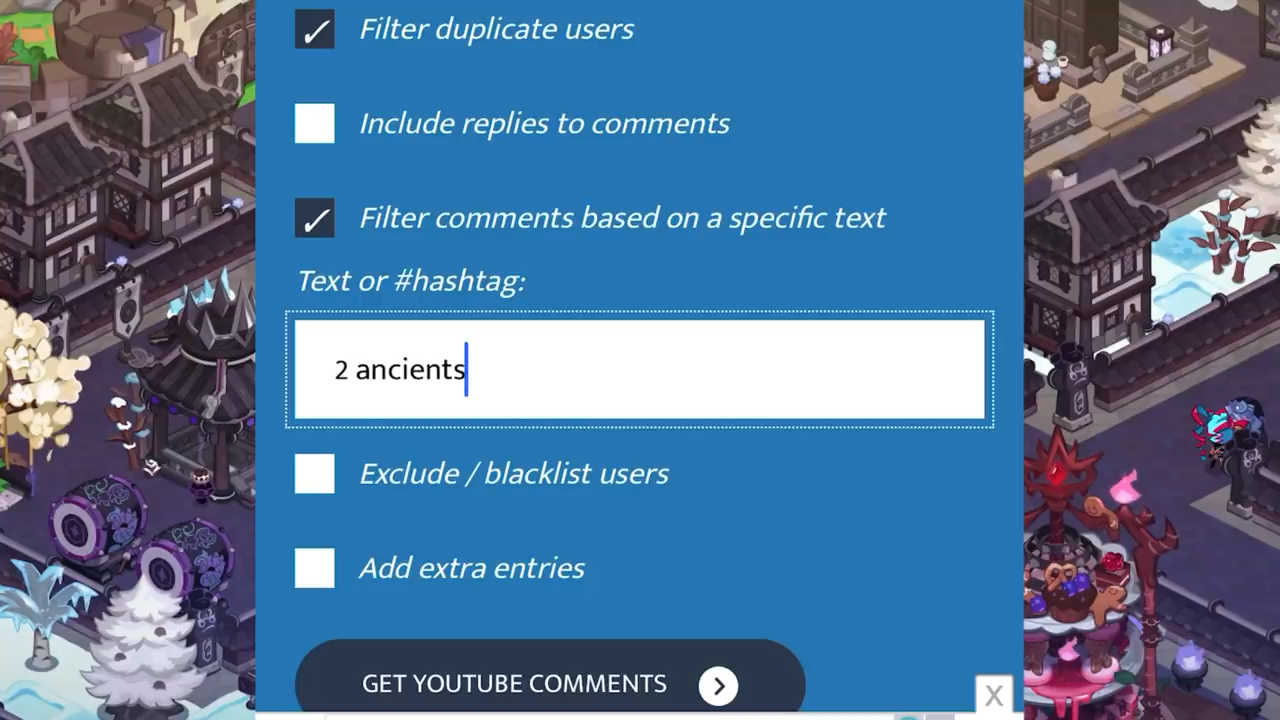 Filter duplicate users
Include replies to comments
Filter comments based on a specific text
Text or #hashtag:
2 ancients
Exclude / blacklist users
Add extra entries
GET YOUTUBE COMMENTS
X